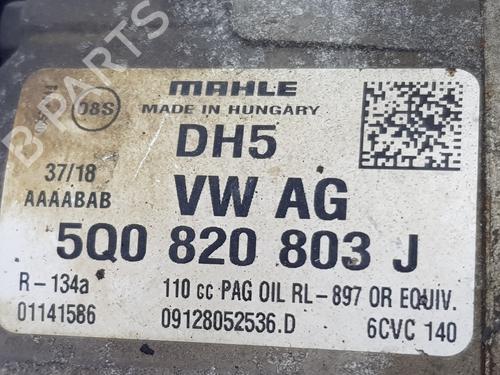 MAHLE
08S
MADE IN HUNGARY
DH5
37/18
AAAABAB
VW AG
5Q0 820 803 J
R-134a
110 cc PAG OIL RL-897 OR EQUIV.
01141586
09128052536.D
6CVC 140
B PARTS